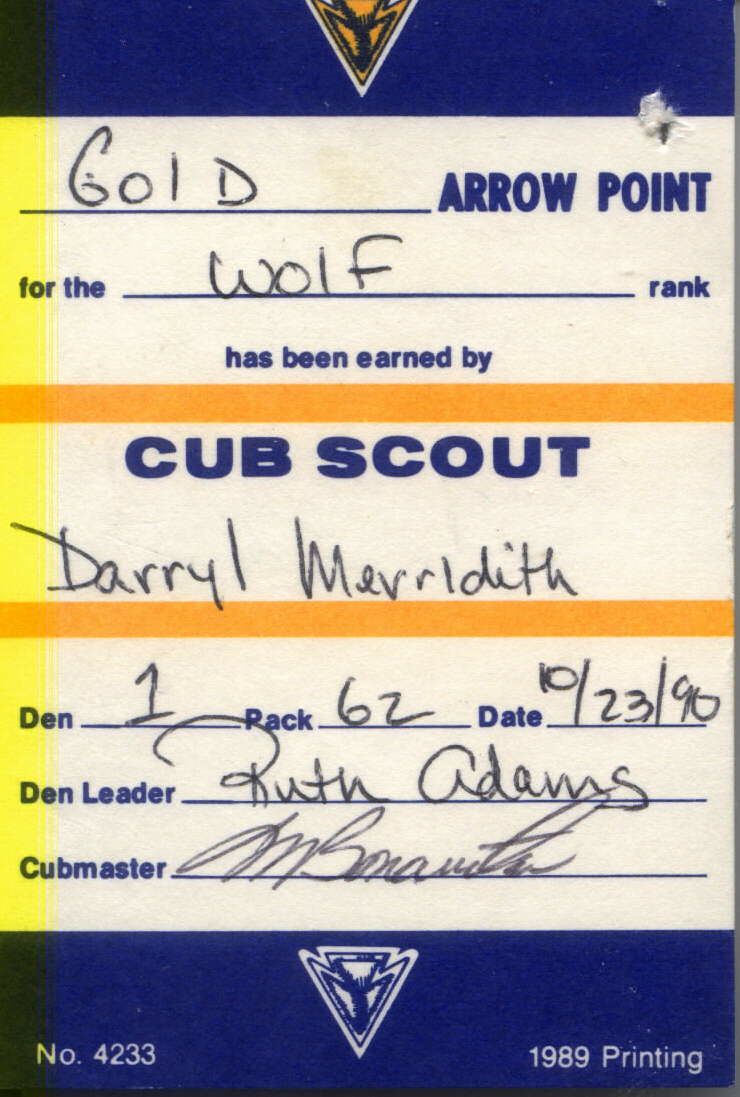 Gold ARROW POINT
for the Wolf rank
has been earned by
CUB SCOUT
Darryl Merridith
Den 1 Pack 62 Date 10/23/90
Den Leader Ruth Adams
Cubmaster
No. 4233 1989 Printing